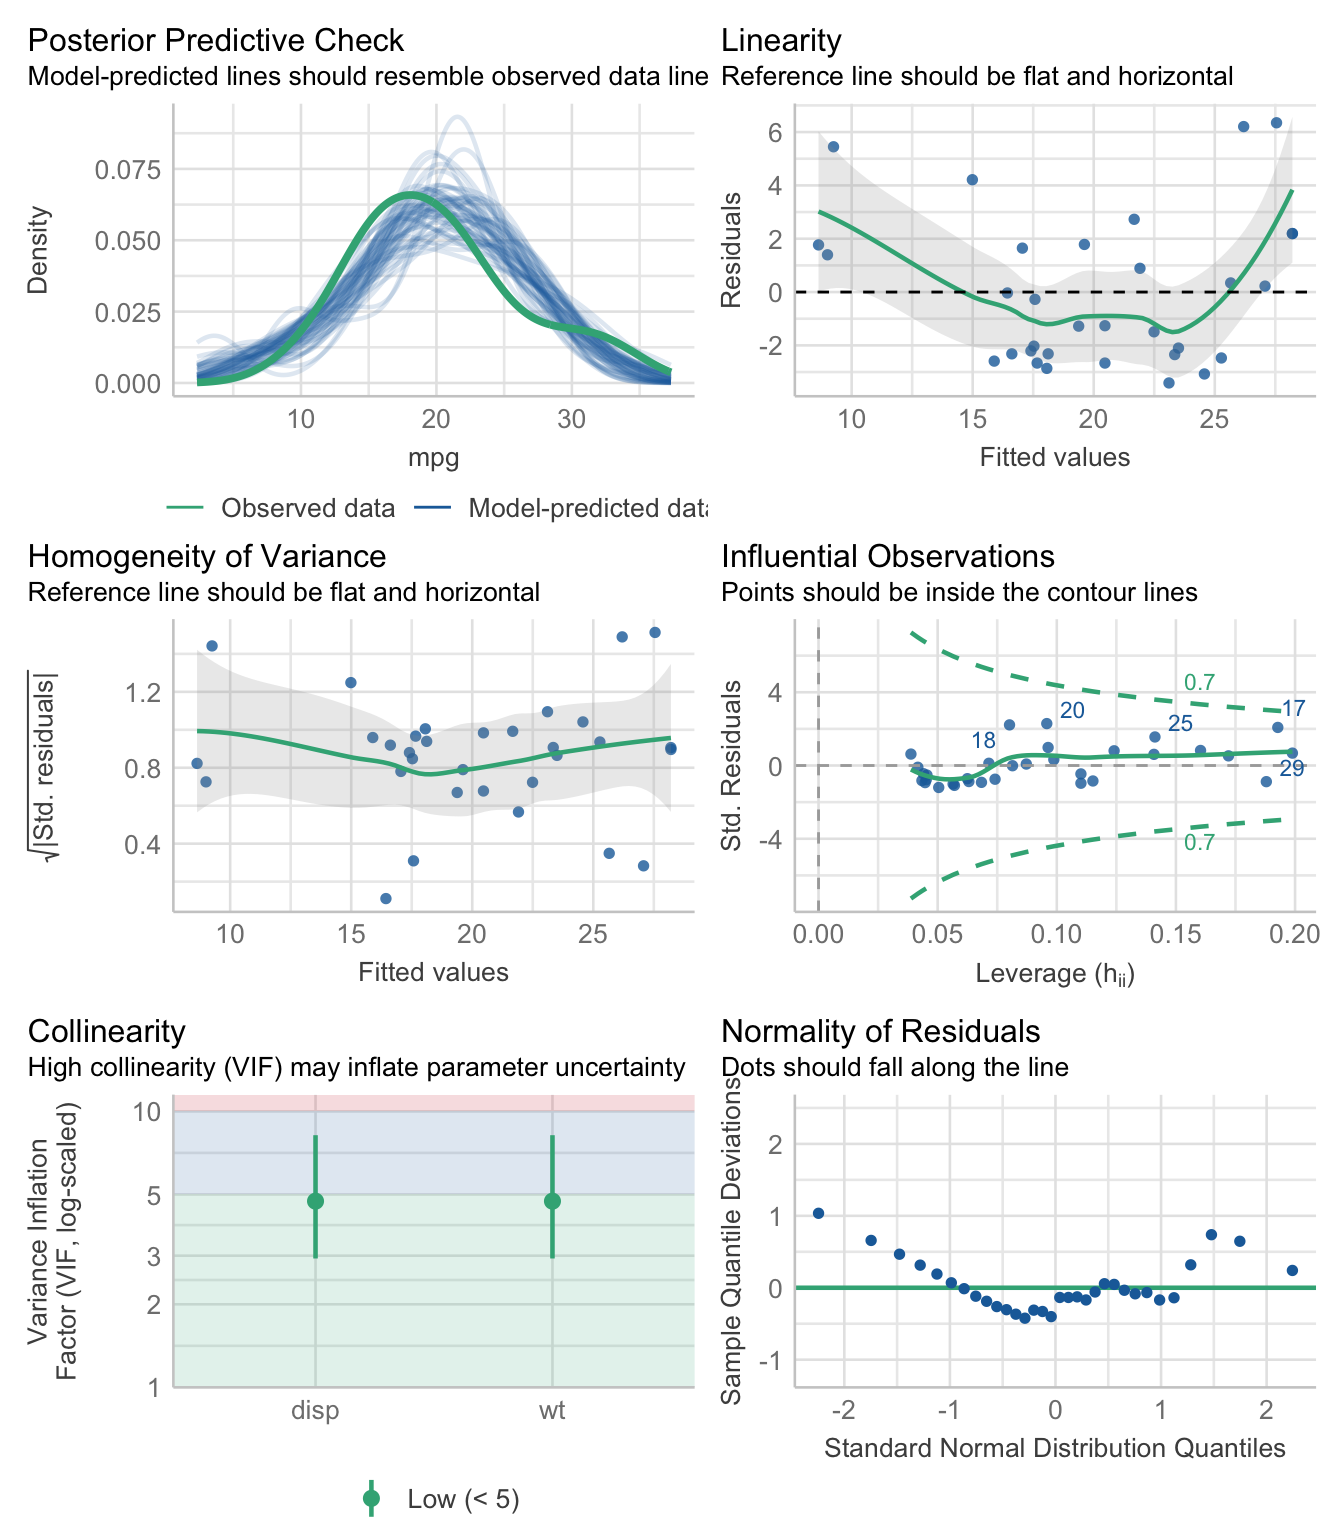 Posterior Predictive Check
Model-predicted lines should resemble observed data line
Density
0.075
0.050
0.025
0.000
10 20 30
mpg
Observed data Model-predicted data
Linearity
Reference line should be flat and horizontal
Residuals
6
4
2
0
-2
10 15 20 25
Fitted values
Homogeneity of Variance
Reference line should be flat and horizontal
√|Std. residuals|
1.2
0.8
0.4
10 15 20 25
Fitted values
Influential Observations
Points should be inside the contour lines
Std. Residuals
4
0
-4
0.7
17
20
25
18
29
0.7
0.00 0.05 0.10 0.15 0.20
Leverage (hii)
Collinearity
High collinearity (VIF) may inflate parameter uncertainty
Variance Inflation
Factor (VIF, log-scaled)
10
5
3
2
1
disp wt
Low (< 5)
Normality of Residuals
Dots should fall along the line
Sample Quantile Deviations
2
1
0
-1
-2 -1 0 1 2
Standard Normal Distribution Quantiles